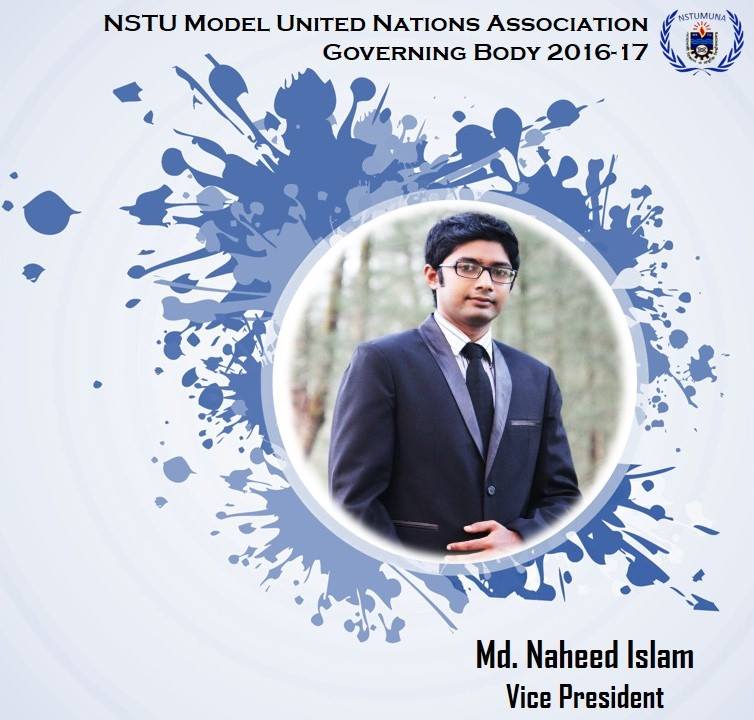 NSTU Model United Nations Association
Governing Body 2016-17
NSTUMUNA
Md. Naheed Islam
Vice President